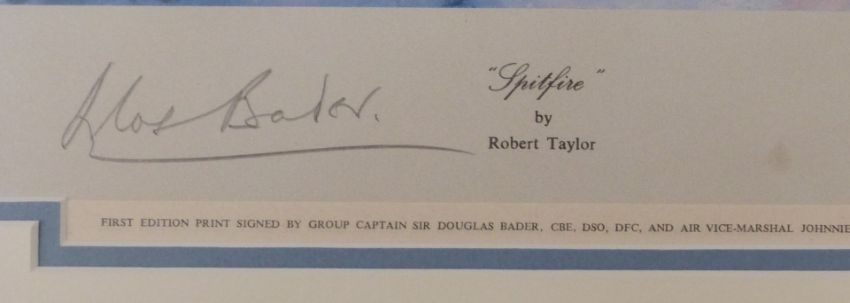 Dglas Bader.
"Spitfire"
by
Robert Taylor
FIRST EDITION PRINT SIGNED BY GROUP CAPTAIN SIR DOUGLAS BADER, CBE, DSO, DFC, AND AIR VICE-MARSHAL JOHNNIE